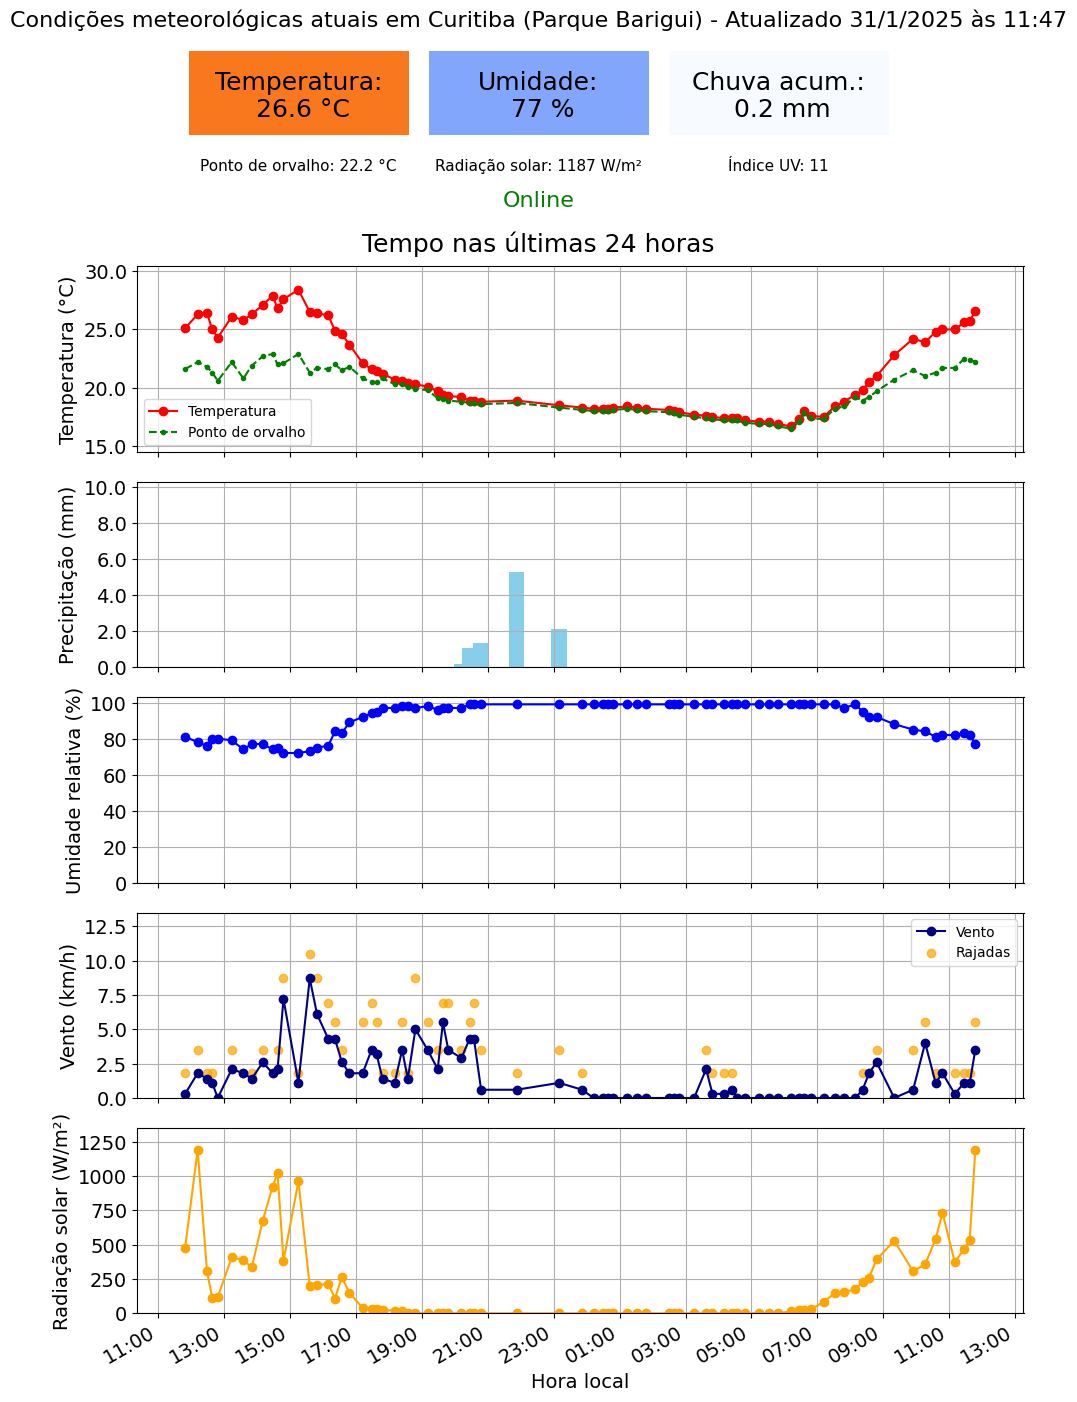 Condições meteorológicas atuais em Curitiba (Parque Barigui) - Atualizado 31/1/2025 às 11:47
Temperatura:
26.6 °C
Umidade:
77 %
Chuva acum.:
0.2 mm
Ponto de orvalho: 22.2 °C
Radiação solar: 1187 W/m²
Índice UV: 11
Online
Tempo nas últimas 24 horas
Temperatura (°C)
30.0
25.0
20.0
15.0
Temperatura
Ponto de orvalho
Precipitação (mm)
10.0
8.0
6.0
4.0
2.0
0.0
Umidade relativa (%)
100
80
60
40
20
0
Vento (km/h)
12.5
10.0
7.5
5.0
2.5
0.0
Vento
Rajadas
Radiação solar (W/m²)
1250
1000
750
500
250
0
11:00
13:00
15:00
17:00
19:00
21:00
23:00
01:00
03:00
05:00
07:00
09:00
11:00
13:00
Hora local